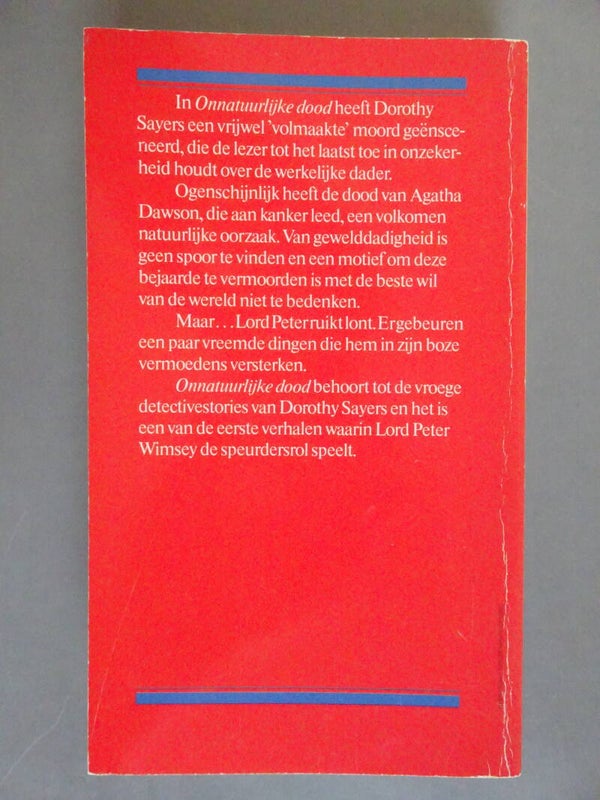 In Onnatuurlijke dood heeft Dorothy
Sayers een vrijwel 'volmaakte' moord geënsce-
neerd, die de lezer tot het laatst toe in onzeker-
heid houdt over de werkelijke dader.
Ogenschijnlijk heeft de dood van Agatha
Dawson, die aan kanker leed, een volkomen
natuurlijke oorzaak. Van gewelddadigheid is
geen spoor te vinden en een motief om deze
bejaarde te vermoorden is met de beste wil
van de wereld niet te bedenken.
Maar... Lord Peter ruikt lont. Er gebeuren
een paar vreemde dingen die hem in zijn boze
vermoedens versterken.
Onnatuurlijke dood behoort tot de vroege
detectivestories van Dorothy Sayers en het is
een van de eerste verhalen waarin Lord Peter
Wimsey de speurdersrol speelt.